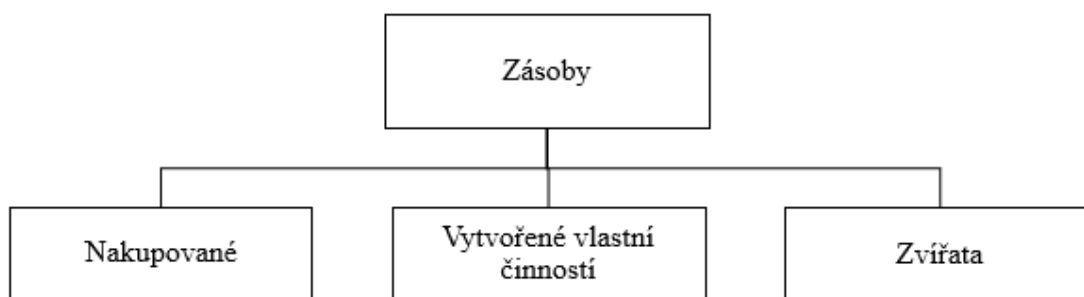 Zásoby
Nakupované
Vytvořené vlastní
činností
Zvířata